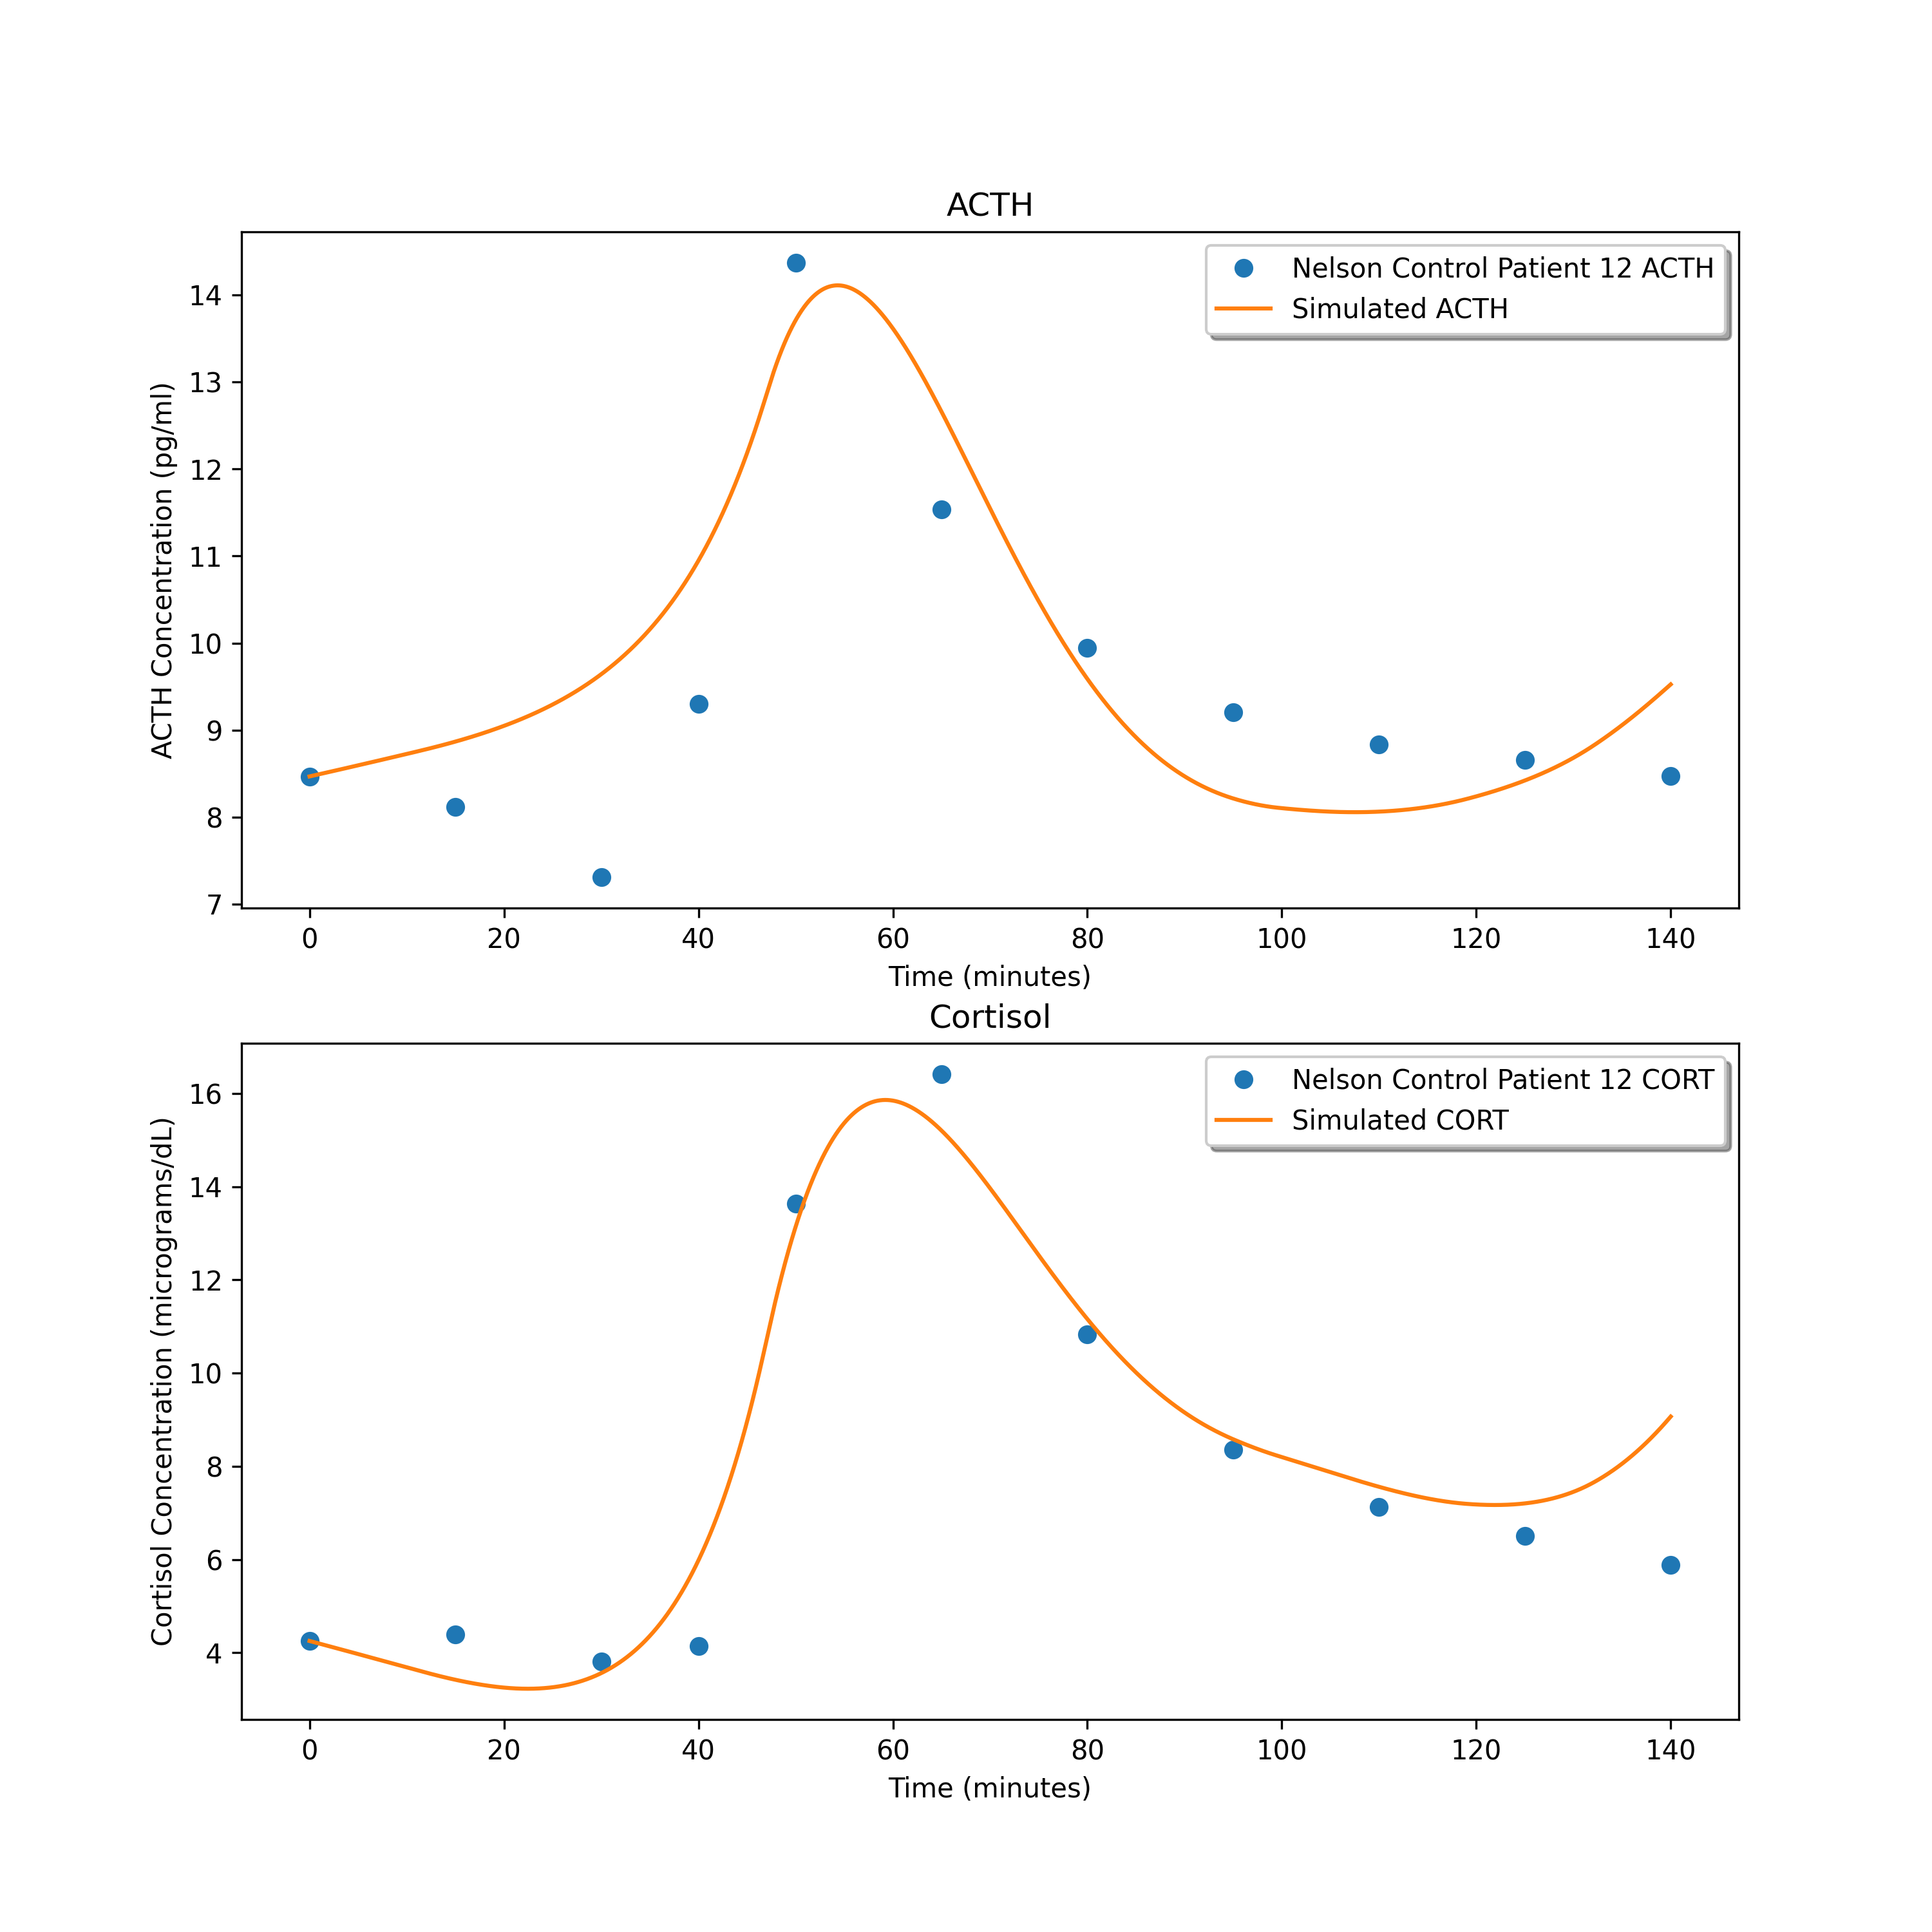 ACTH
Nelson Control Patient 12 ACTH
Simulated ACTH
ACTH Concentration (pg/ml)
14
13
12
11
10
9
8
7
0 20 40 60 80 100 120 140
Time (minutes)
Cortisol
Nelson Control Patient 12 CORT
Simulated CORT
Cortisol Concentration (micrograms/dL)
16
14
12
10
8
6
4
0 20 40 60 80 100 120 140
Time (minutes)